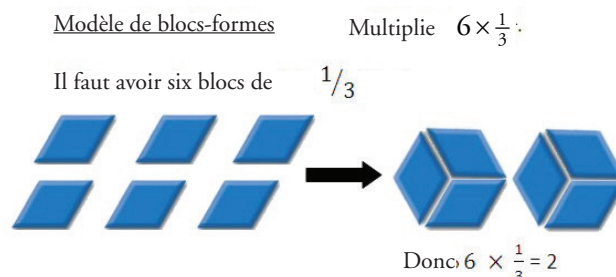 Modèle de blocs-formes Multiplie 6 × 1/3 .
Il faut avoir six blocs de 1/3
Donc, 6 × 1/3 = 2